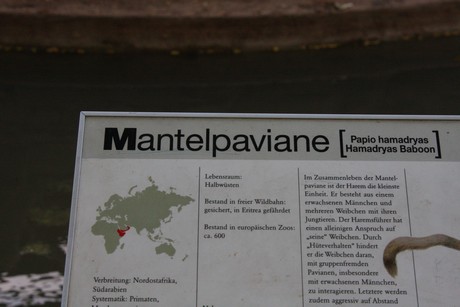 Mantelpaviane [Papio hamadryas
Hamadryas Baboon]
Lebensraum:
Halbwüsten
Bestand in freier Wildbahn:
gesichert, in Eritrea gefährdet
Bestand in europäischen Zoos:
ca. 600
Verbreitung: Nordostafrika,
Südarabien
Systematik: Primaten,
Im Zusammenleben der Mantel-
paviane ist der Harem die kleinste
Einheit. Er besteht aus einem
erwachsenen Männchen und
mehreren Weibchen mit ihren
Jungtieren. Der Haremsführer hat
einen alleinigen Anspruch auf
„seine" Weibchen. Durch
„Hüteverhalten" hindert
er die Weibchen daran,
mit gruppenfremden
Pavianen, insbesondere
mit erwachsenen Männchen,
zu interagieren. Letztere werden
zudem aggressiv auf Abstand